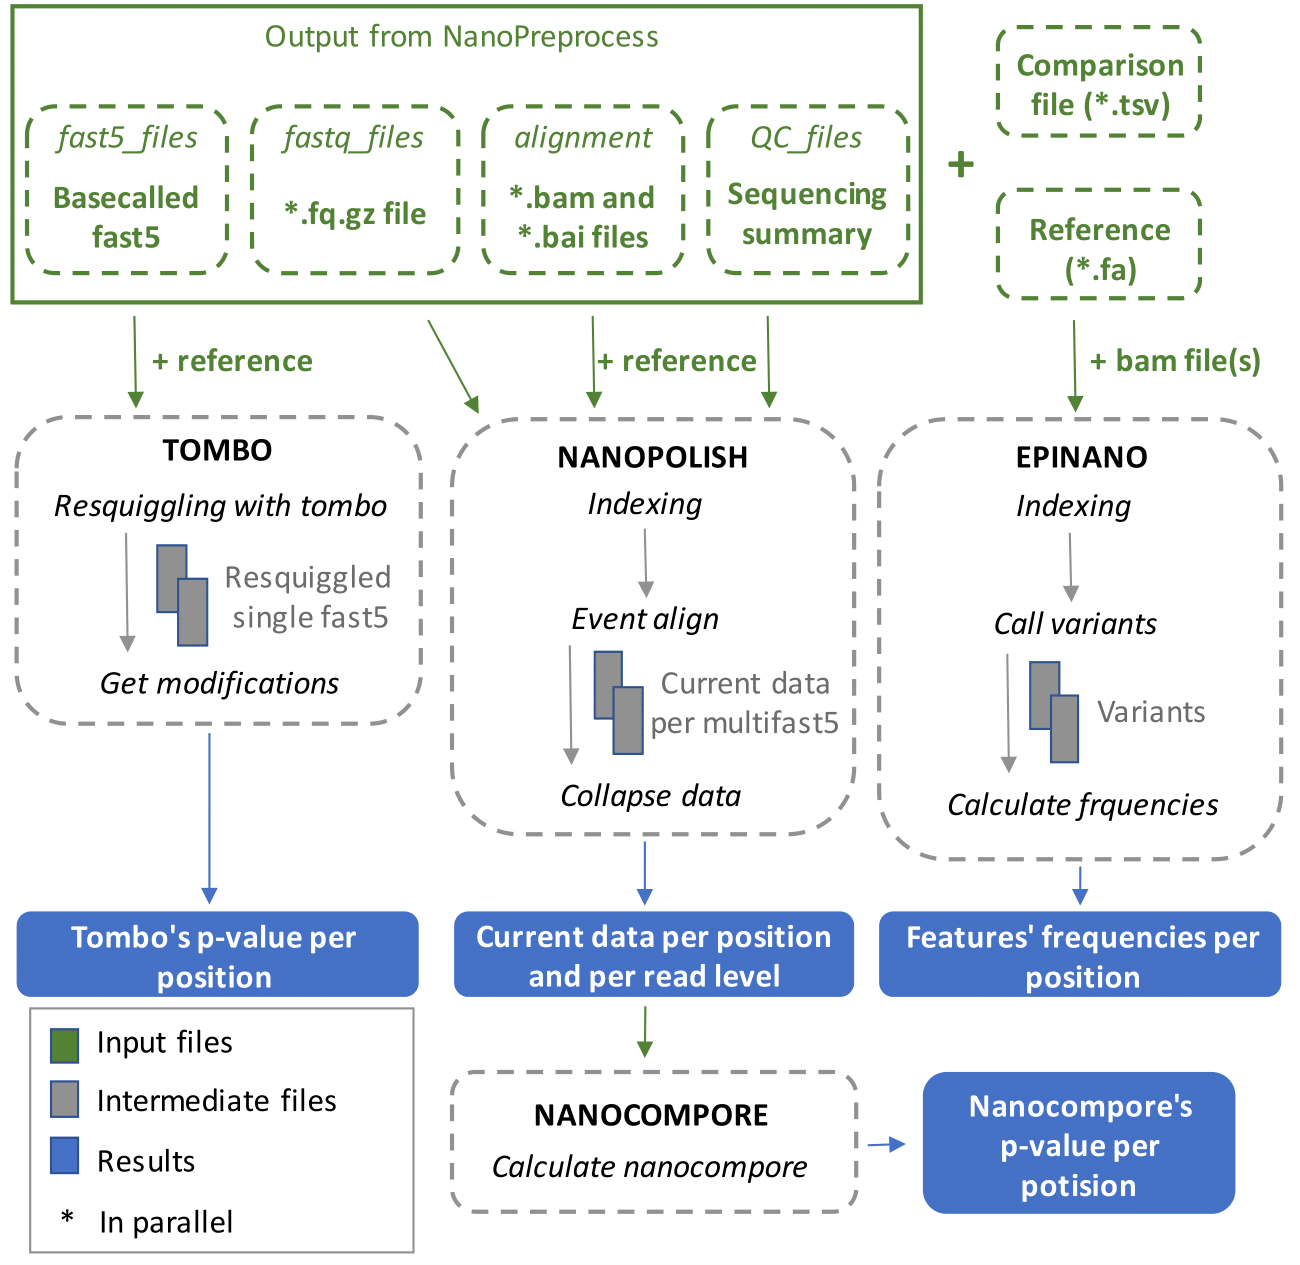 Output from NanoPreprocess
fast5_files
Basecalled
fast5
fastq_files
*.fq.gz file
alignment
*.bam and
*.bai files
QC_files
Sequencing
summary
+
Comparison
file (*.tsv)
Reference
(*.fa)
+ reference
+ reference
+ bam file(s)
TOMBO
Resquiggling with tombo
Resquiggled
single fast5
Get modifications
NANOPOLISH
Indexing
Event align
Current data
per multifast5
Collapse data
EPINANO
Indexing
Call variants
Variants
Calculate frquencies
Tombo's p-value per
position
Current data per position
and per read level
Features' frequencies per
position
Input files
Intermediate files
Results
* In parallel
NANOCOMPORE
Calculate nanocompore
Nanocompore's
p-value per
potision